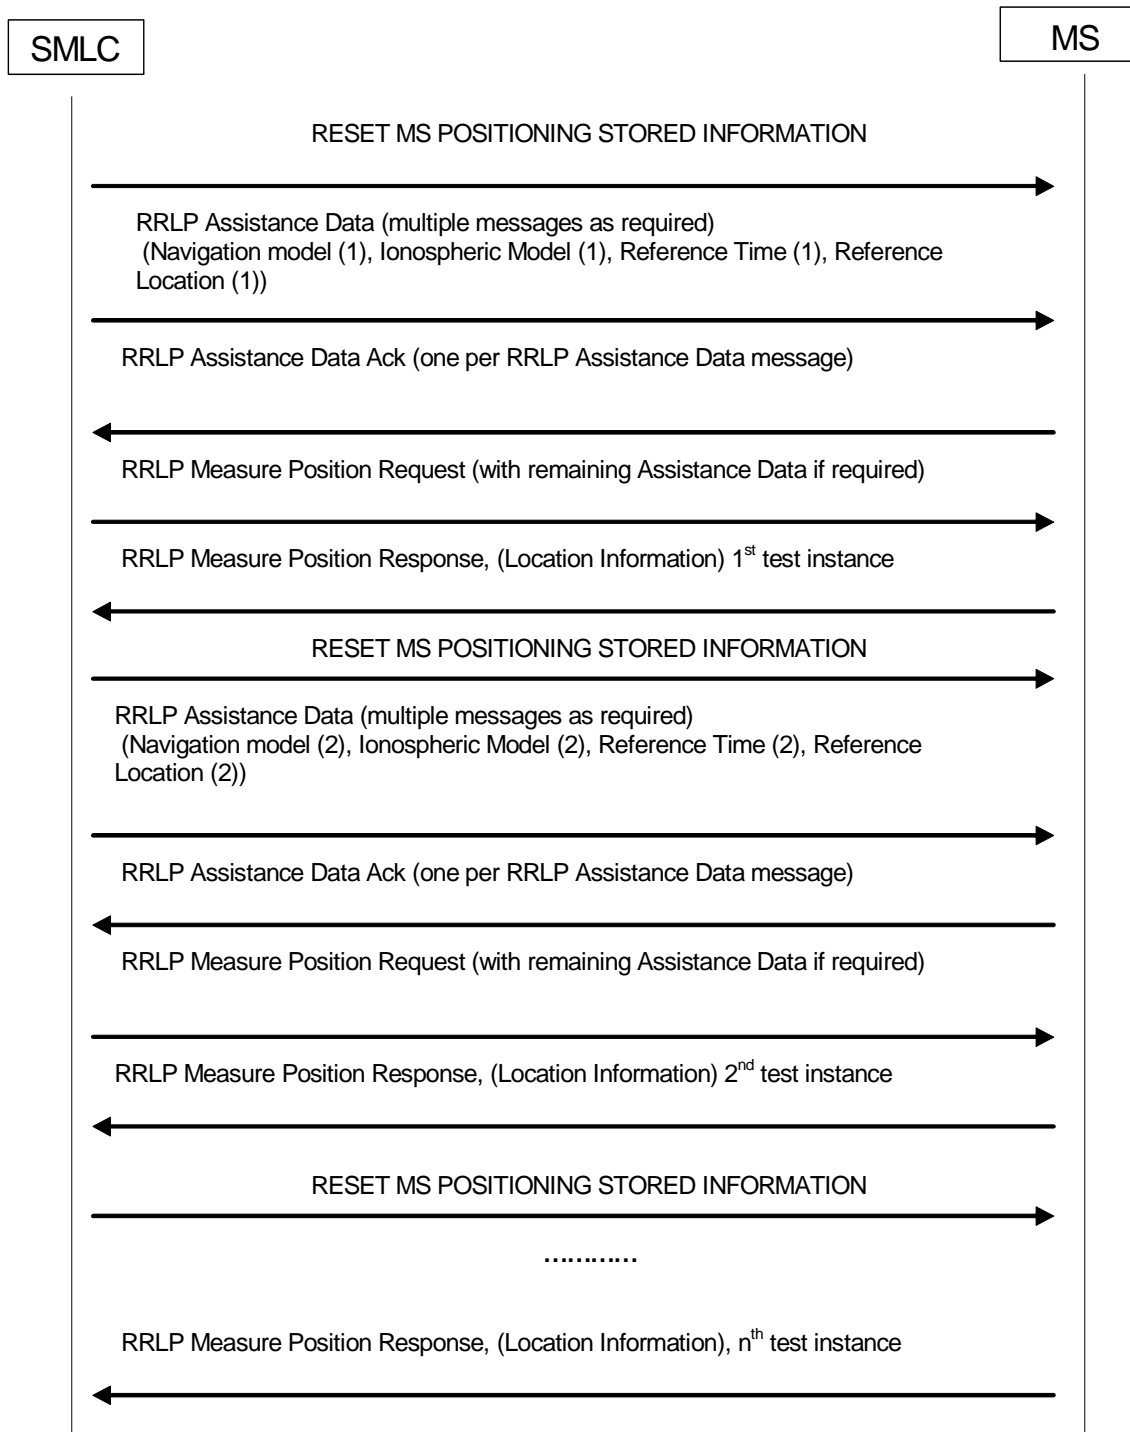 SMLC
MS
RESET MS POSITIONING STORED INFORMATION
RRLP Assistance Data (multiple messages as required)
(Navigation model (1), Ionospheric Model (1), Reference Time (1), Reference
Location (1))
RRLP Assistance Data Ack (one per RRLP Assistance Data message)
RRLP Measure Position Request (with remaining Assistance Data if required)
RRLP Measure Position Response, (Location Information) 1st test instance
RESET MS POSITIONING STORED INFORMATION
RRLP Assistance Data (multiple messages as required)
(Navigation model (2), Ionospheric Model (2), Reference Time (2), Reference
Location (2))
RRLP Assistance Data Ack (one per RRLP Assistance Data message)
RRLP Measure Position Request (with remaining Assistance Data if required)
RRLP Measure Position Response, (Location Information) 2nd test instance
RESET MS POSITIONING STORED INFORMATION
…………
RRLP Measure Position Response, (Location Information), nth test instance